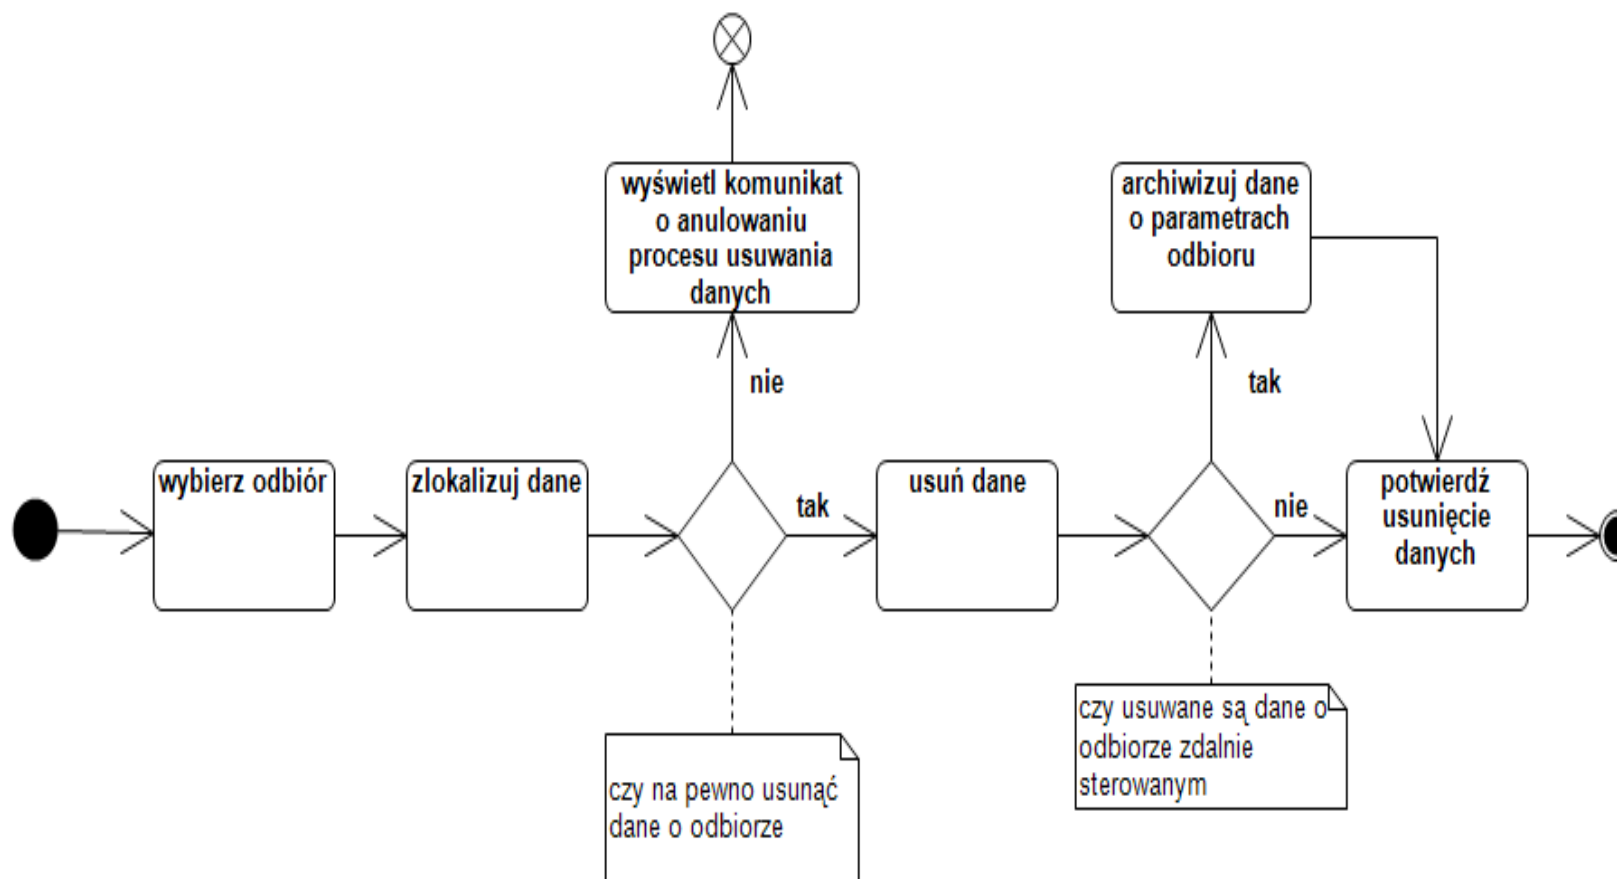 wyświetl komunikat
o anulowaniu
procesu usuwania
danych
archiwizuj dane
o parametrach
odbioru
nie
tak
wybierz odbiór
zlokalizuj dane
tak
usuń dane
nie
potwierdź
usunięcie
danych
czy usuwane są dane o
odbiorze zdalnie
sterowanym
czy na pewno usunąć
dane o odbiorze